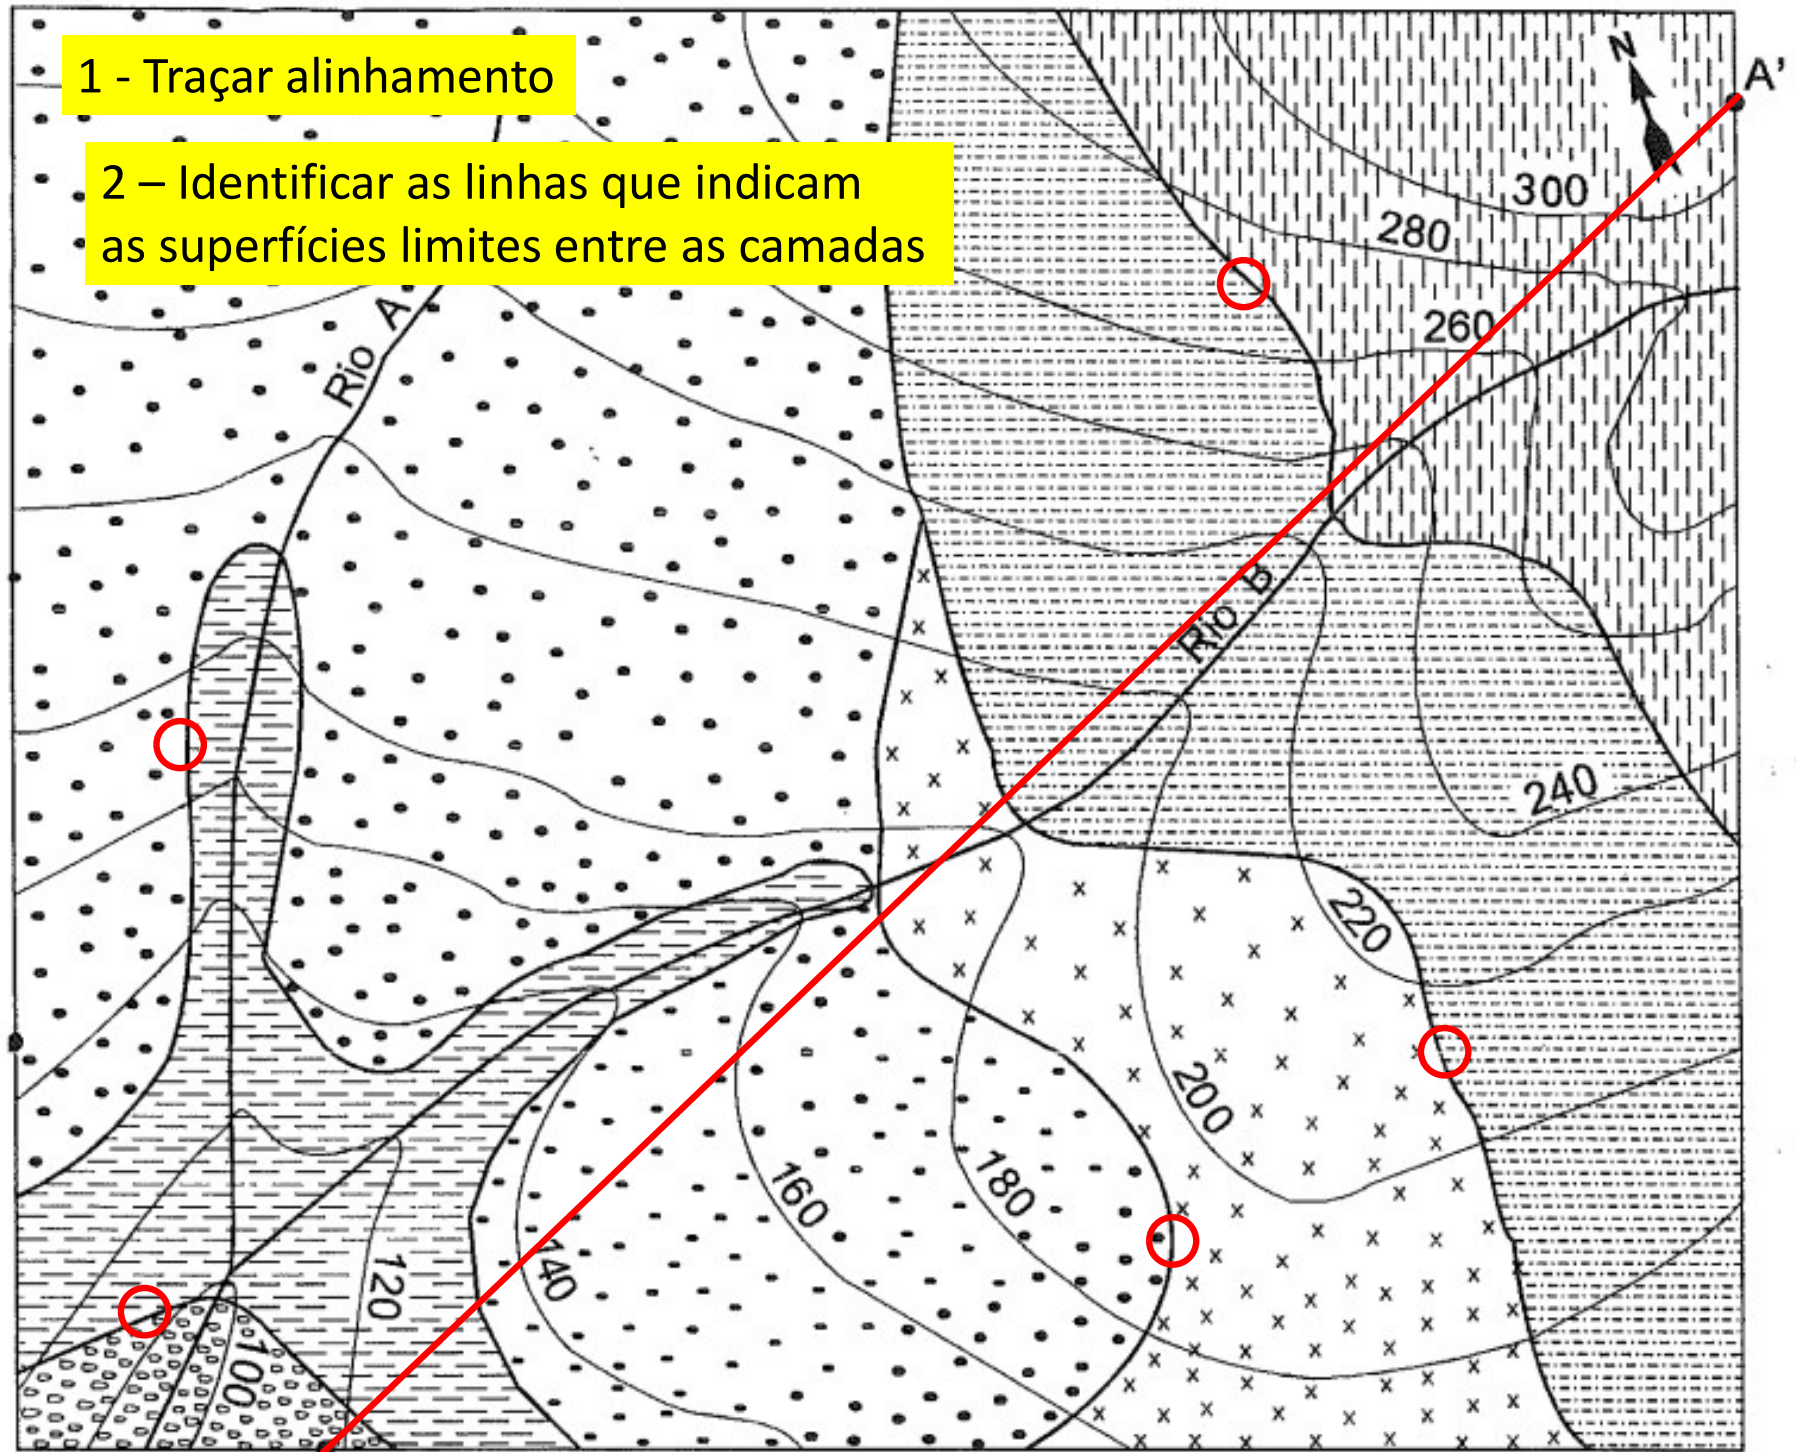 1 - Traçar alinhamento
2 – Identificar as linhas que indicam
as superfícies limites entre as camadas
N
A'
300
280
260
Rio A
Rio B
240
220
200
180
160
140
120
100